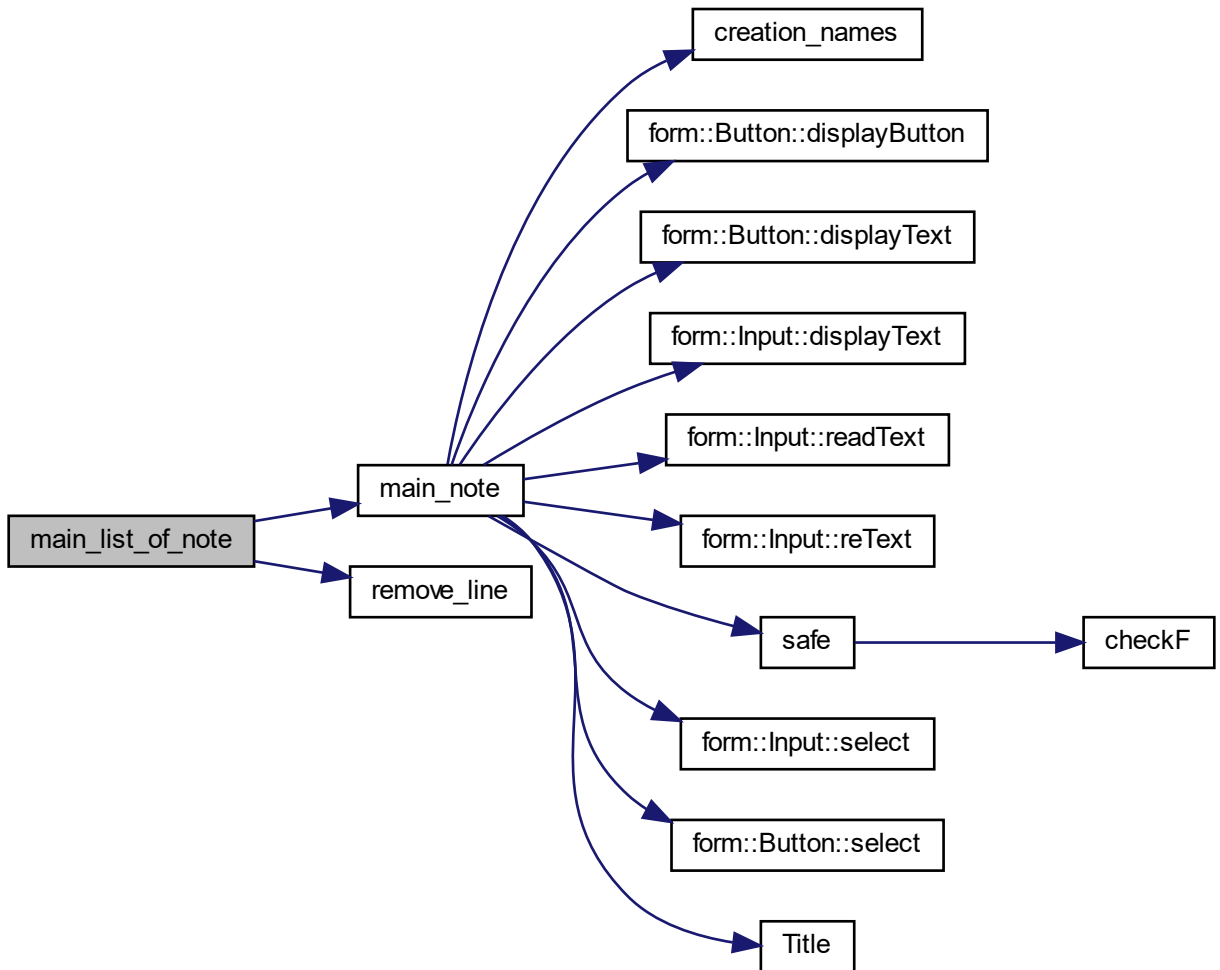 creation_names
form::Button::displayButton
form::Button::displayText
form::Input::displayText
form::Input::readText
main_note
form::Input::reText
main_list_of_note
remove_line
safe
checkF
form::Input::select
form::Button::select
Title